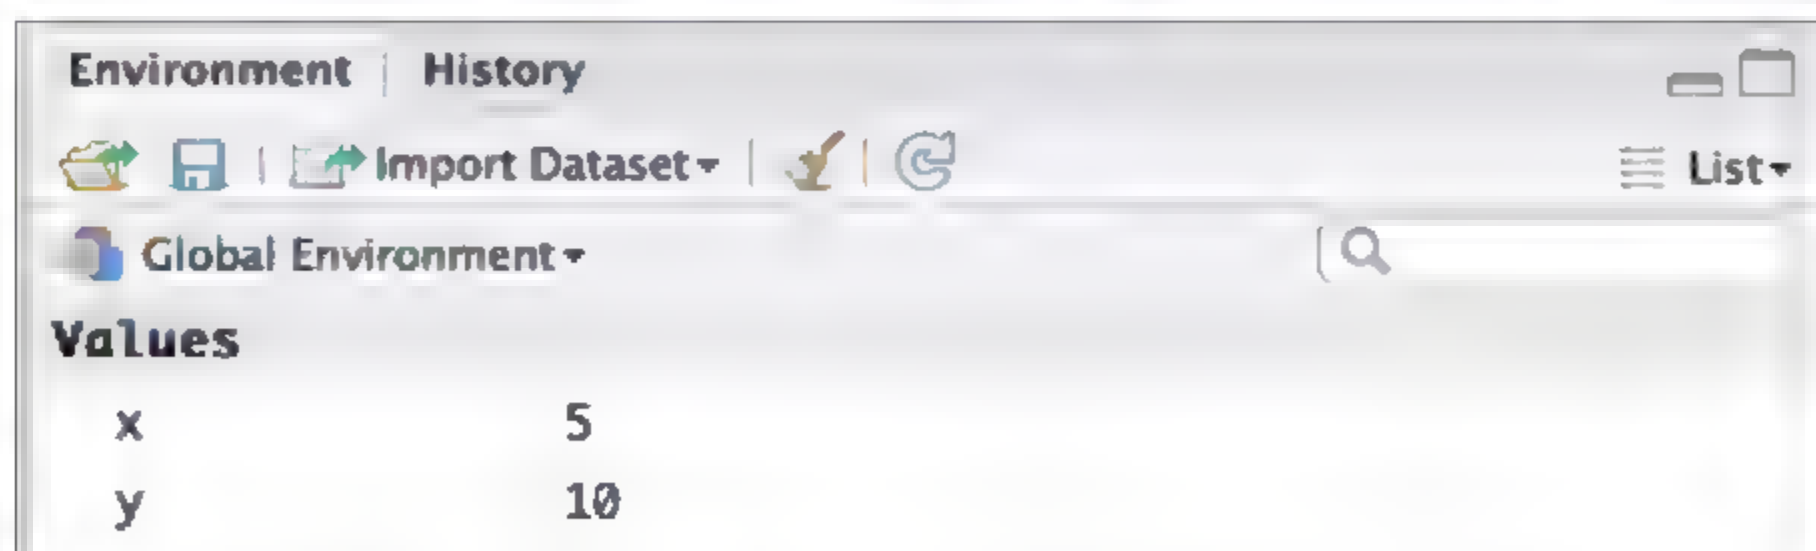 Environment History
Import Dataset List
Global Environment
Values
x 5
y 10